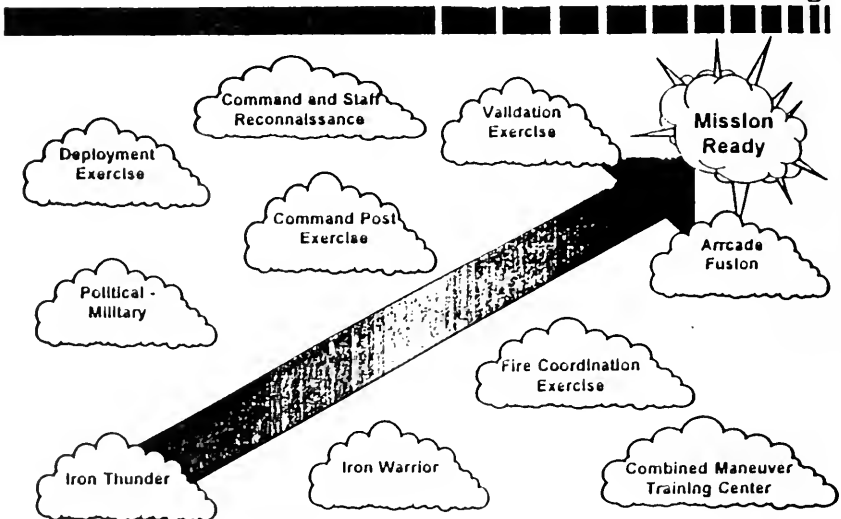 Command and Staff
Reconnaissance
Validation
Exercise
Mission
Ready
Deployment
Exercise
Command Post
Exercise
Arrcade
Fusion
Political -
Military
Fire Coordination
Exercise
Iron Thunder
Iron Warrior
Combined Maneuver
Training Center